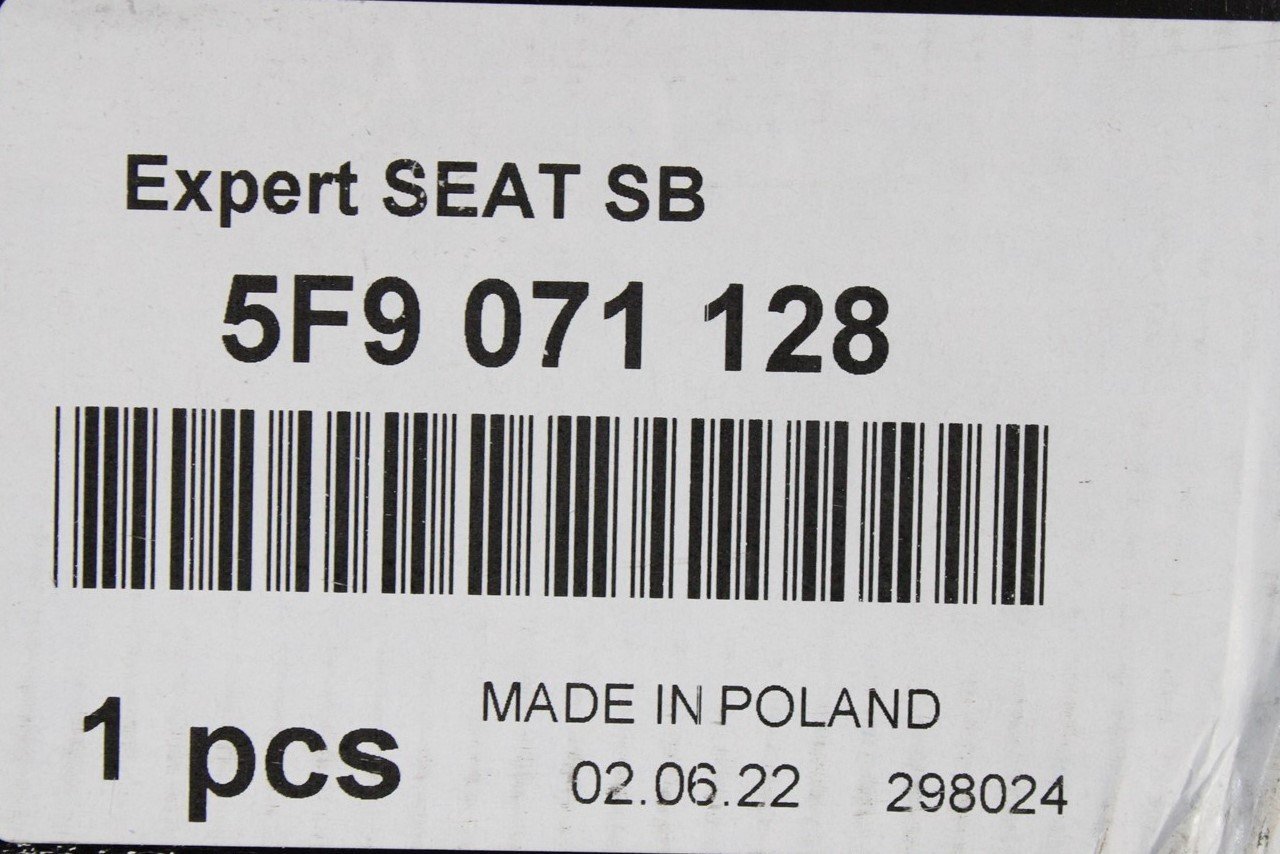 Expert SEAT SB
5F9 071 128
1 pcs
MADE IN POLAND
02.06.22 298024